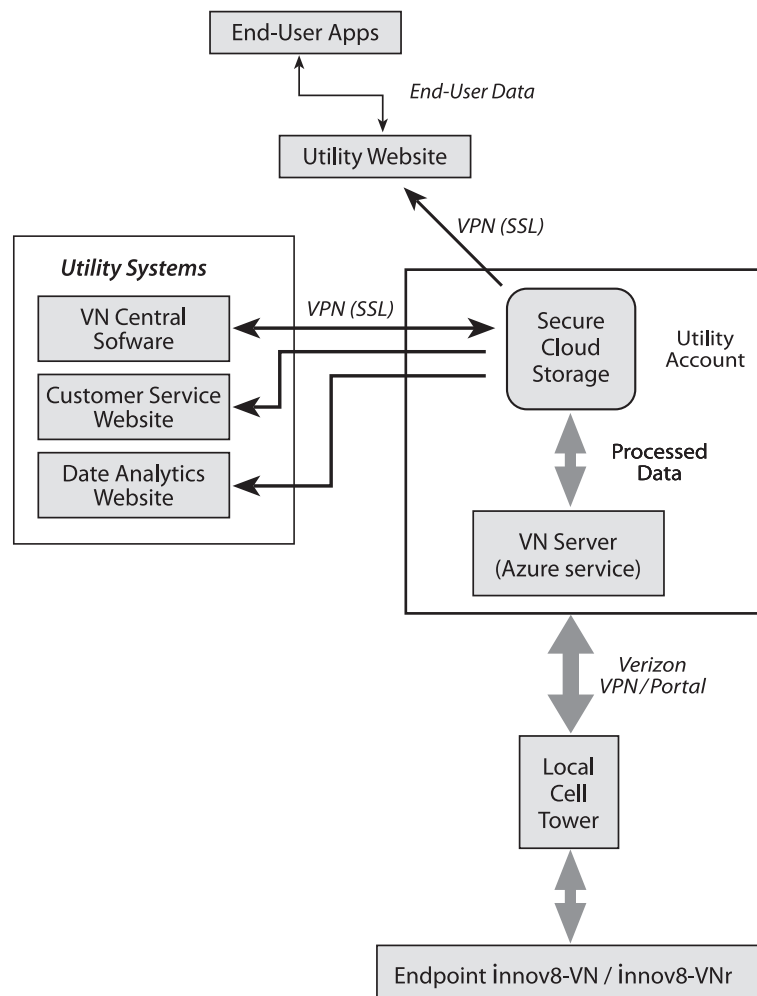 End-User Apps
End-User Data
Utility Website
VPN (SSL)
Utility Systems
VN Central
Sofware
VPN (SSL)
Secure
Cloud
Storage
Utility
Account
Customer Service
Website
Date Analytics
Website
Processed
Data
VN Server
(Azure service)
Verizon
VPN/Portal
Local
Cell
Tower
Endpoint innov8-VN / innov8-VNr